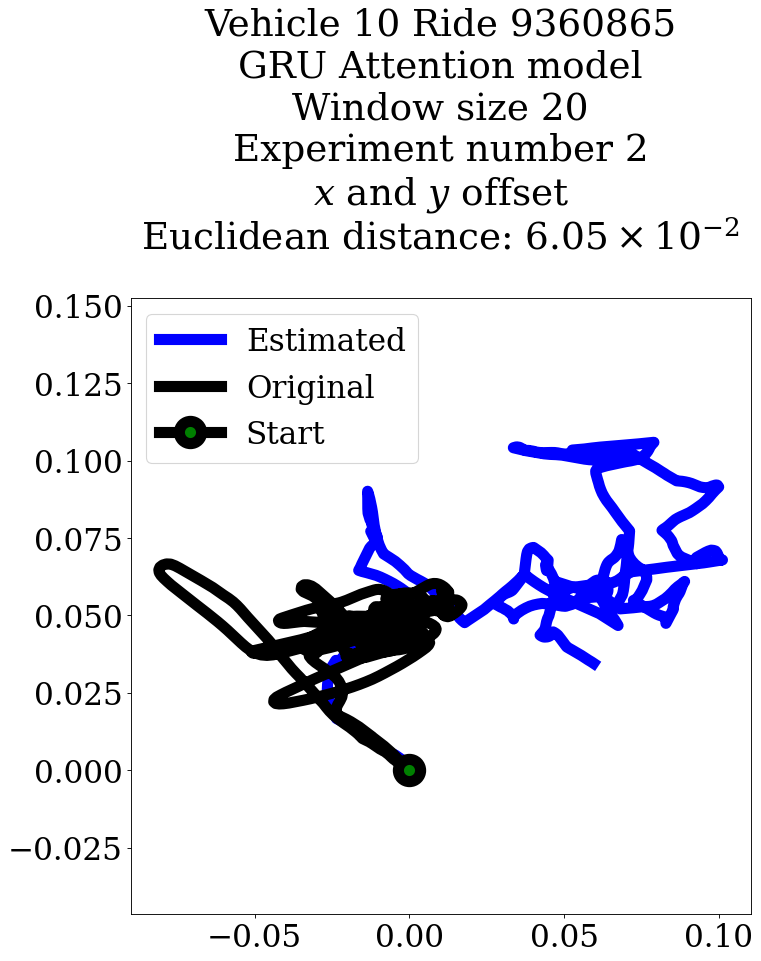 Vehicle 10 Ride 9360865
GRU Attention model
Window size 20
Experiment number 2
x and y offset
Euclidean distance: 6.05 × 10⁻²
0.150
0.125
0.100
0.075
0.050
0.025
0.000
−0.025
Estimated
Original
Start
−0.05
0.00
0.05
0.10